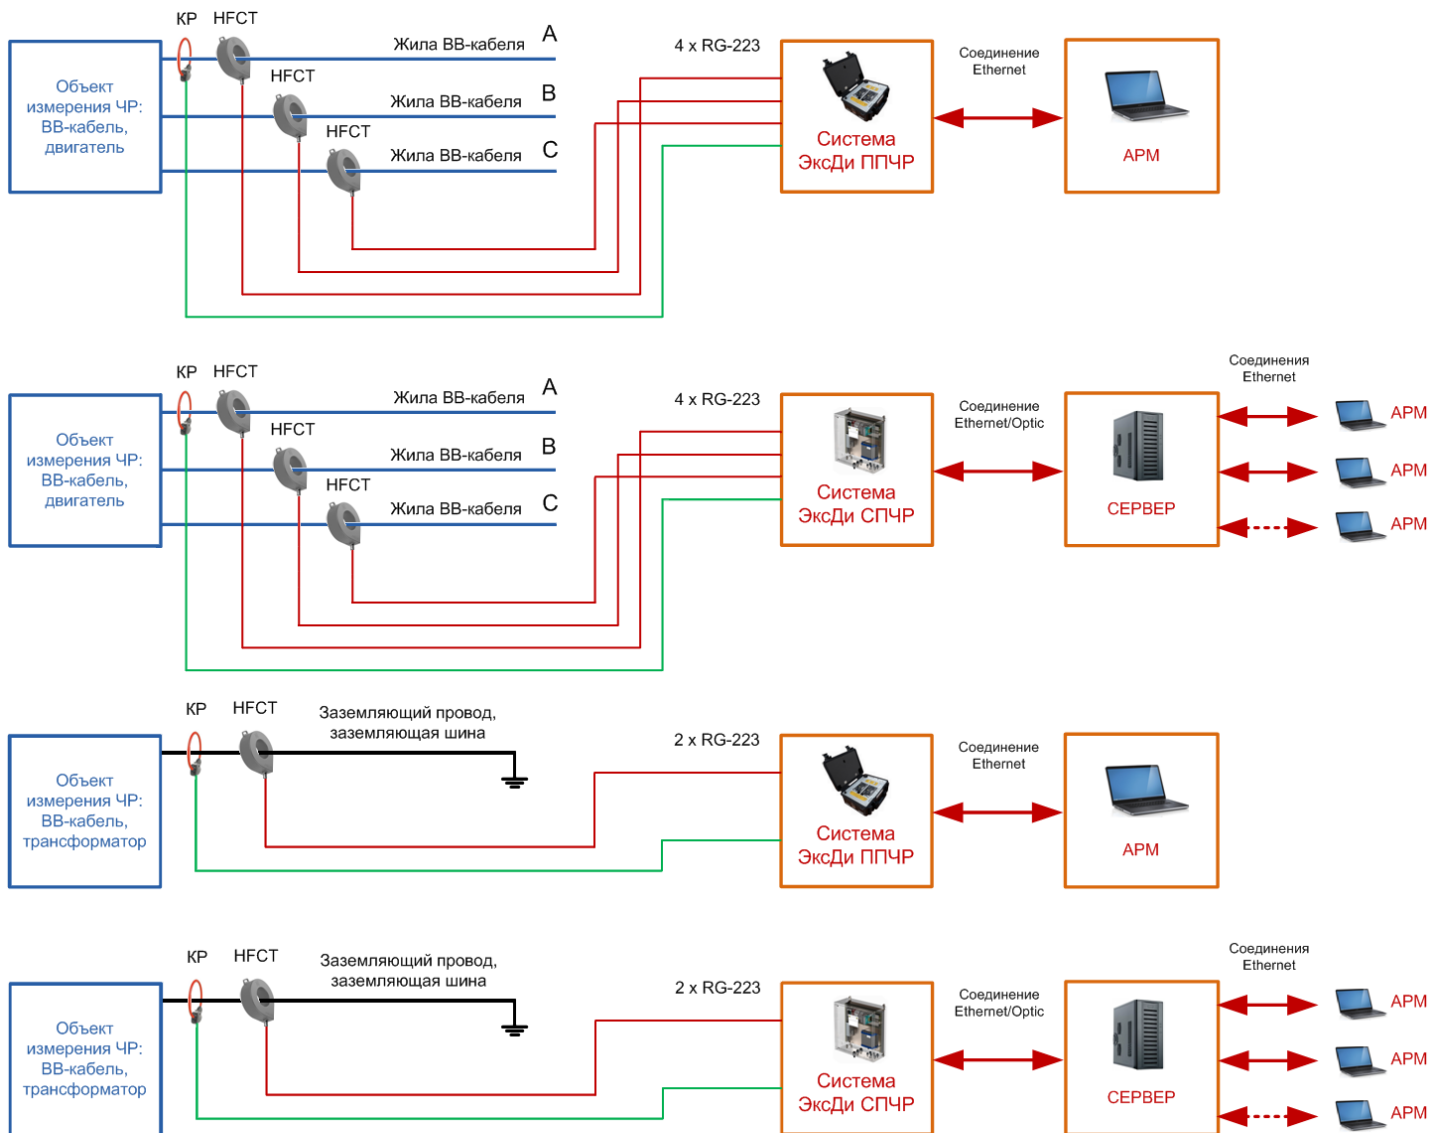 КР
HFCT
Жила ВВ-кабеля
A
4 x RG-223
Соединение
Ethernet
Объект
измерения ЧР:
ВВ-кабель,
двигатель
HFCT
Жила ВВ-кабеля
B
HFCT
Жила ВВ-кабеля
C
Система
ЭксДи ППЧР
АРМ
КР
HFCT
Жила ВВ-кабеля
A
4 x RG-223
Соединение
Ethernet/Optic
Соединения
Ethernet
Объект
измерения ЧР:
ВВ-кабель,
двигатель
HFCT
Жила ВВ-кабеля
B
HFCT
Жила ВВ-кабеля
C
Система
ЭксДи СПЧР
СЕРВЕР
АРМ
АРМ
АРМ
КР
HFCT
Заземляющий провод,
заземляющая шина
2 x RG-223
Соединение
Ethernet
Объект
измерения ЧР:
ВВ-кабель,
трансформатор
Система
ЭксДи ППЧР
АРМ
КР
HFCT
Заземляющий провод,
заземляющая шина
2 x RG-223
Соединение
Ethernet/Optic
Соединения
Ethernet
Объект
измерения ЧР:
ВВ-кабель,
трансформатор
Система
ЭксДи СПЧР
СЕРВЕР
АРМ
АРМ
АРМ